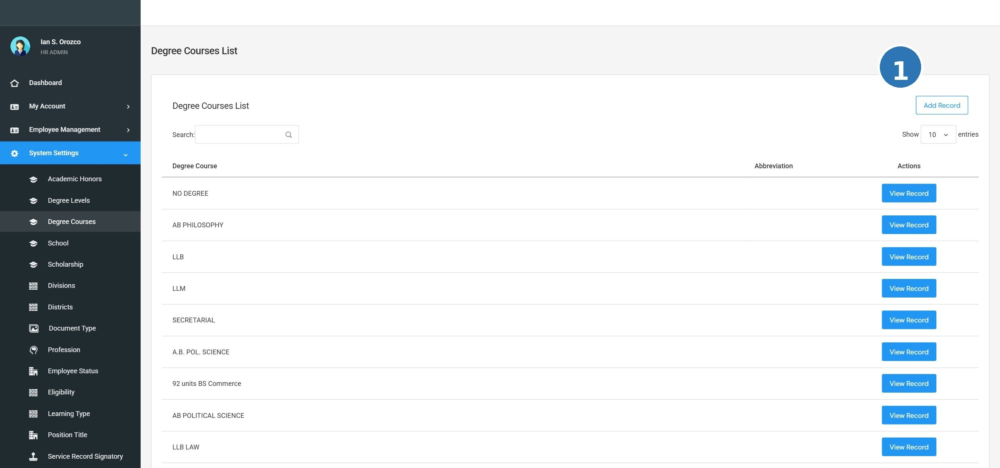 Ian S. Orozco
HR ADMIN
Dashboard
My Account
Employee Management
System Settings
Academic Honors
Degree Levels
Degree Courses
School
Scholarship
Divisions
Districts
Document Type
Profession
Employee Status
Eligibility
Learning Type
Position Title
Service Record Signatory
Degree Courses List
1
Degree Courses List
Add Record
Search:
Show 10 entries
Degree Course Abbreviation Actions
NO DEGREE View Record
AB PHILOSOPHY View Record
LLB View Record
LLM View Record
SECRETARIAL View Record
A.B. POL. SCIENCE View Record
92 units BS Commerce View Record
AB POLITICAL SCIENCE View Record
LLB LAW View Record